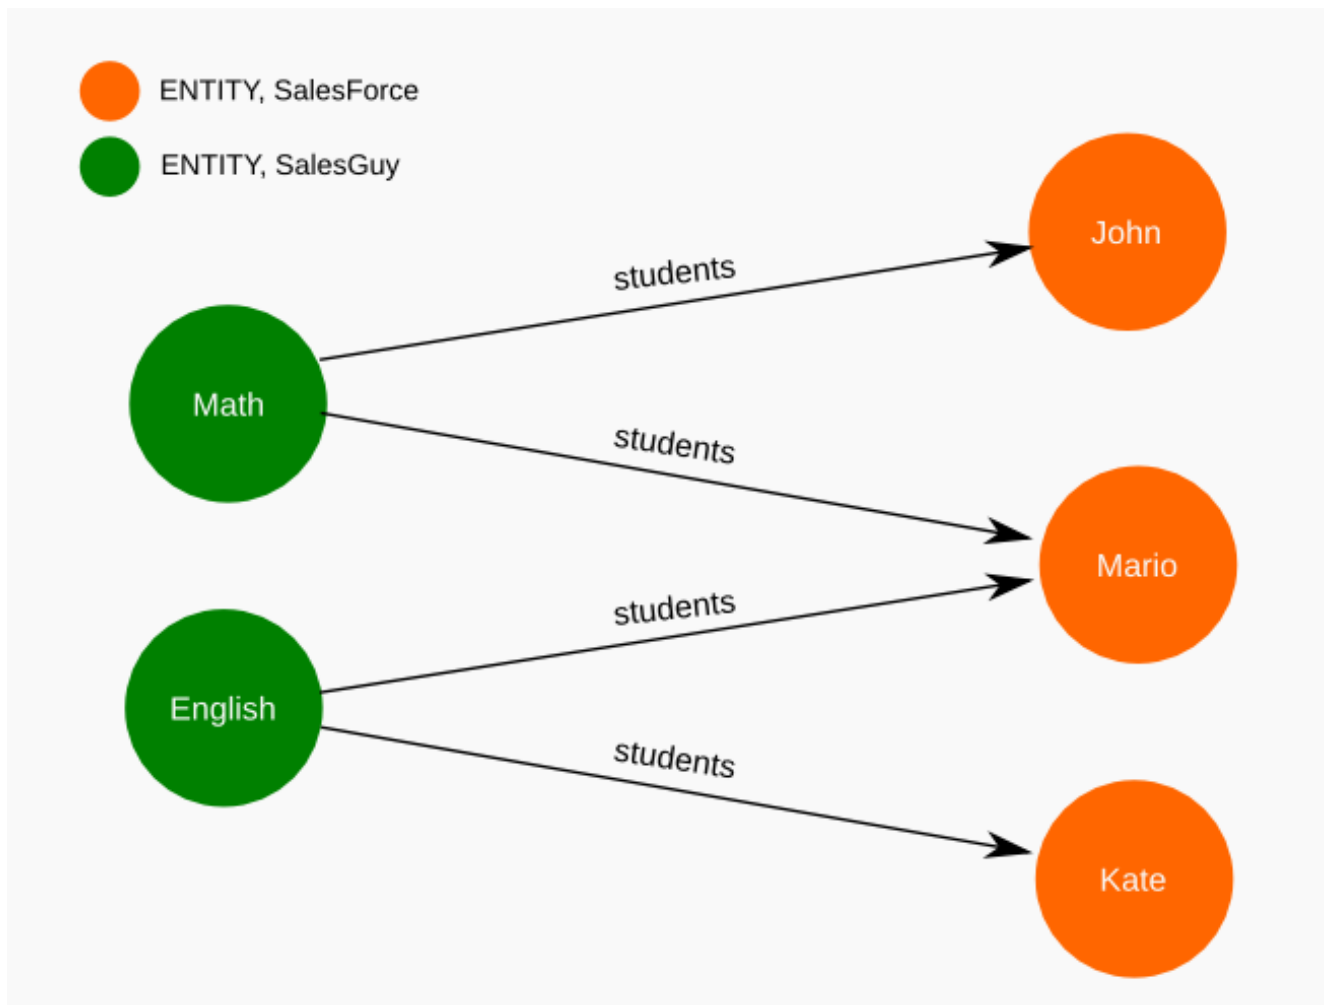 ENTITY, SalesForce
ENTITY, SalesGuy
John
students
Math
students
Mario
students
English
students
Kate